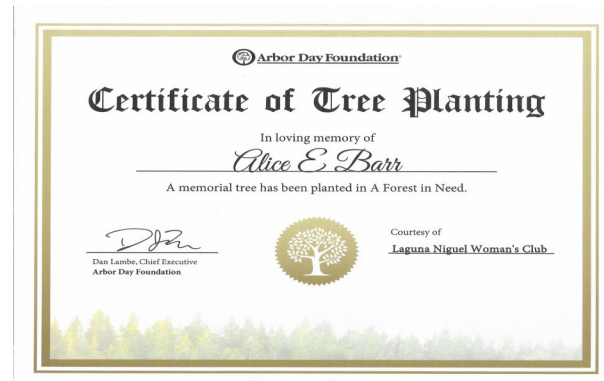 Arbor Day Foundation®
Certificate of Tree Planting
In loving memory of
Alice E Barr
A memorial tree has been planted in A Forest in Need.
Courtesy of
Laguna Niguel Woman's Club
Dan Lambe, Chief Executive
Arbor Day Foundation